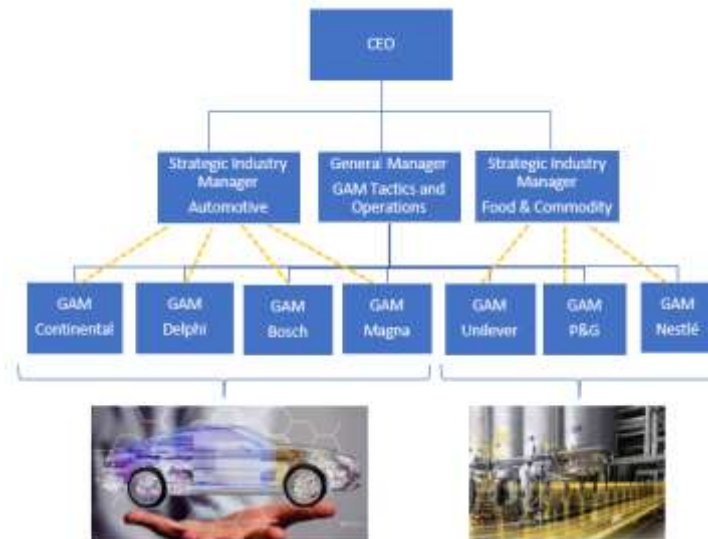 CEO
Strategic Industry
Manager
Automotive
General Manager
GAM Tactics and
Operations
Strategic Industry
Manager
Food & Commodity
GAM
Continental
GAM
Delphi
GAM
Bosch
GAM
Magna
GAM
Unilever
GAM
P&G
GAM
Nestlé